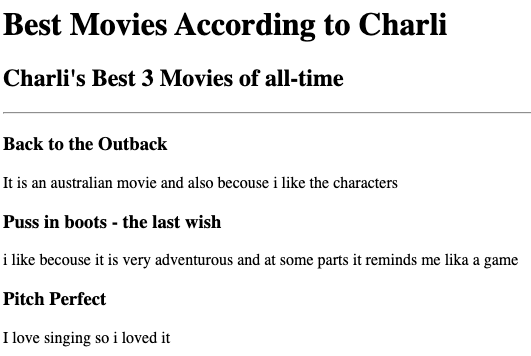 Best Movies According to Charli
Charli's Best 3 Movies of all-time
Back to the Outback
It is an australian movie and also becouse i like the characters
Puss in boots - the last wish
i like becouse it is very adventurous and at some parts it reminds me lika a game
Pitch Perfect
I love singing so i loved it